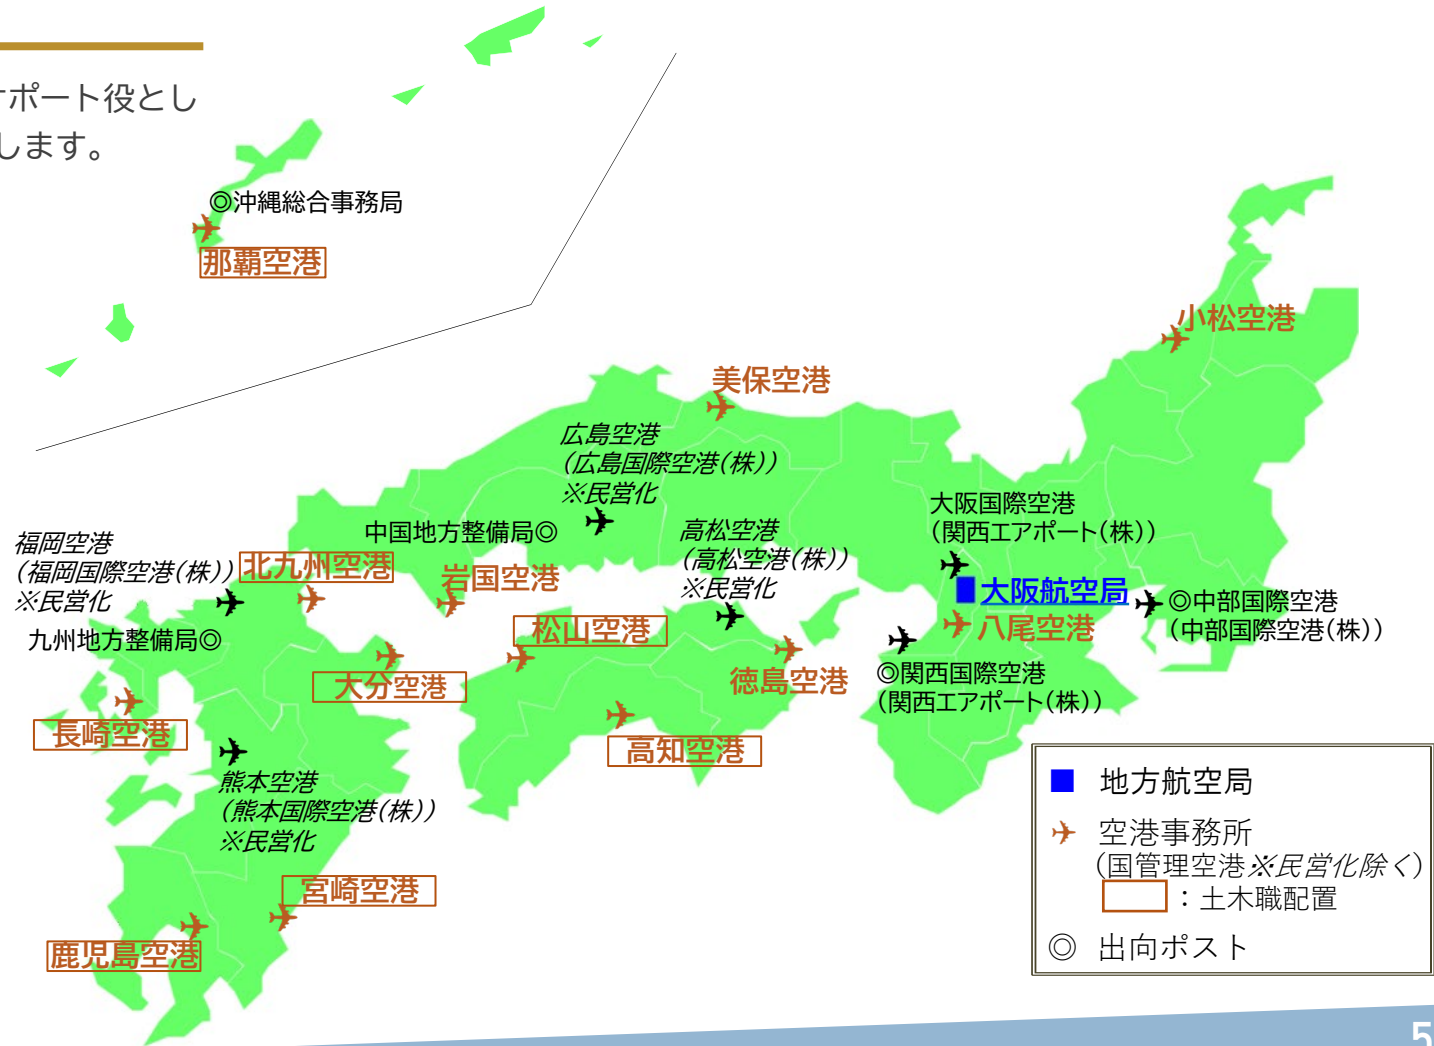 ポート役とし
します。
◎沖縄総合事務局
那覇空港
小松空港
美保空港
広島空港
(広島国際空港(株))
※民営化
中国地方整備局◎
高松空港
(高松空港(株))
※民営化
大阪国際空港
(関西エアポート(株))
福岡空港
(福岡国際空港(株))
※民営化
北九州空港
岩国空港
大阪航空局
◎中部国際空港
(中部国際空港(株))
九州地方整備局◎
松山空港
八尾空港
大分空港
徳島空港
◎関西国際空港
(関西エアポート(株))
長崎空港
高知空港
熊本空港
(熊本国際空港(株))
※民営化
宮崎空港
鹿児島空港
■ 地方航空局
✈ 空港事務所
(国管理空港※民営化除く)
：土木職配置
◎ 出向ポスト
5